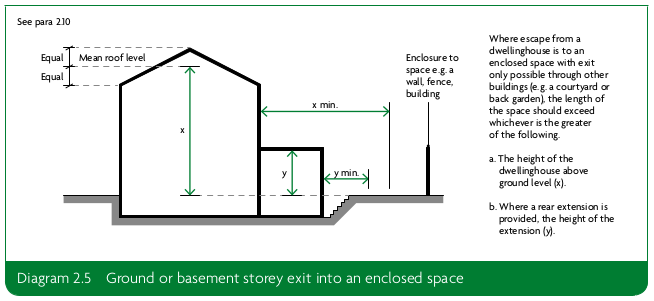 See para 2.10
Equal
Mean roof level
Equal
x
Enclosure to
space e.g. a
wall, fence,
building
x min.
y
y min.
Where escape from a
dwellinghouse is to an
enclosed space with exit
only possible through other
buildings (e.g. a courtyard or
back garden), the length of
the space should exceed
whichever is the greater
of the following.
a. The height of the
dwellinghouse above
ground level (x).
b. Where a rear extension is
provided, the height of the
extension (y).
Diagram 2.5 Ground or basement storey exit into an enclosed space